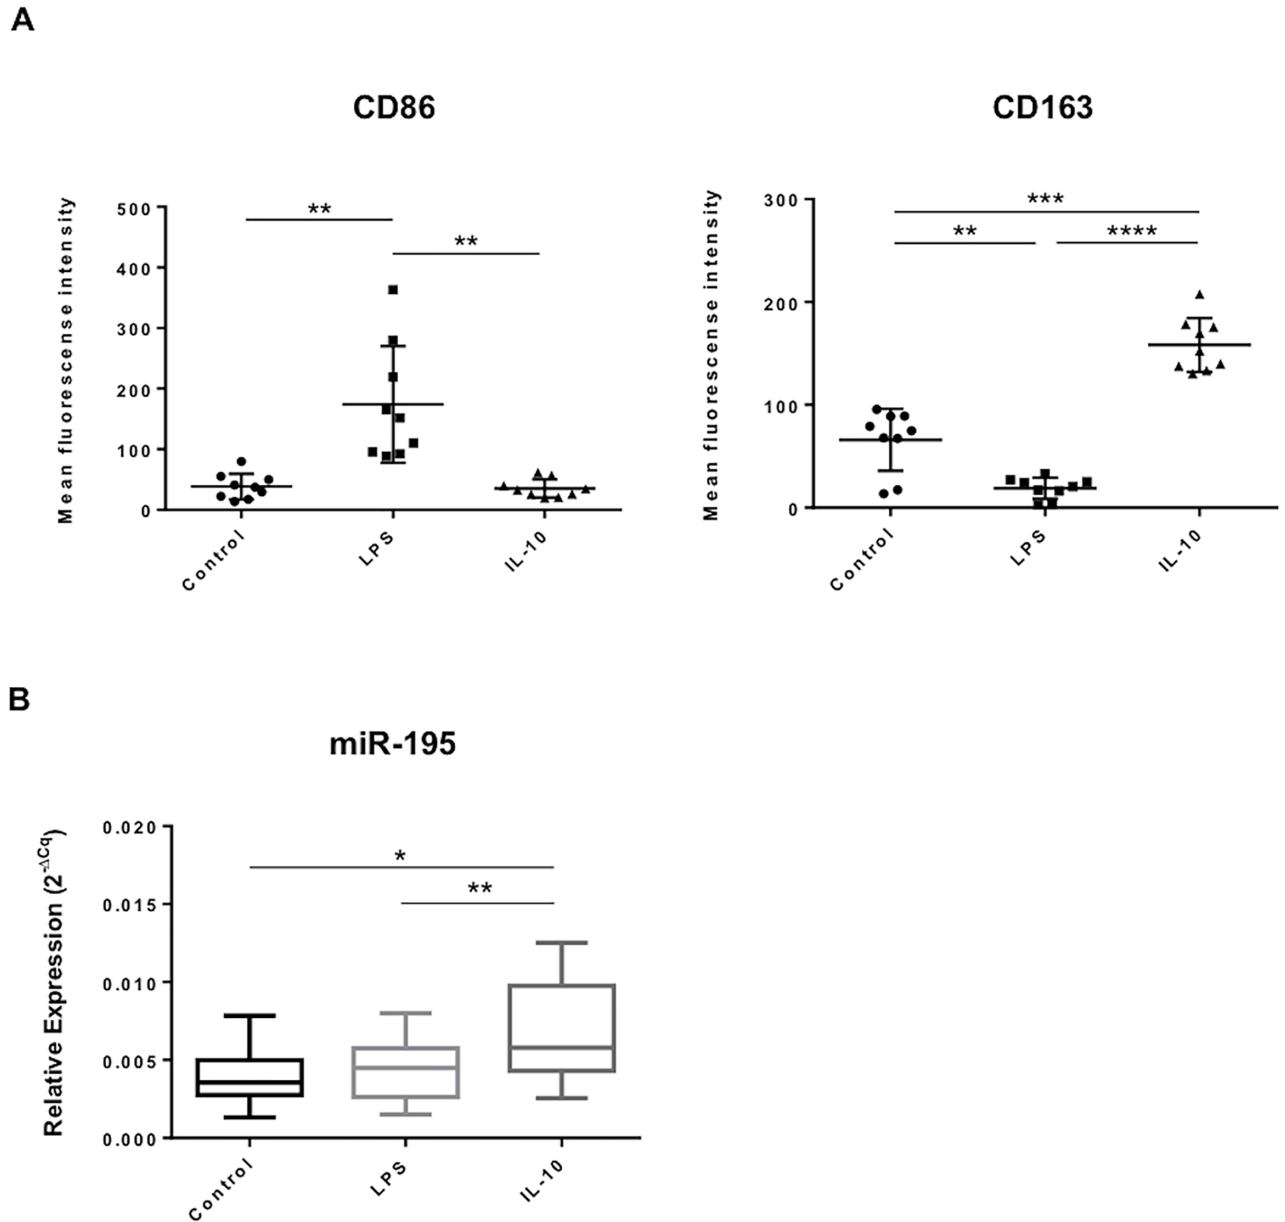 A
CD86
Mean fluorescense intensity
500
400
300
200
100
0
**
**
Control
LPS
IL-10
CD163
Mean fluorescense intensity
300
200
100
0
***
**
****
Control
LPS
IL-10
B
miR-195
Relative Expression (2^-ΔCq)
0.020
0.015
0.010
0.005
0.000
*
**
Control
LPS
IL-10